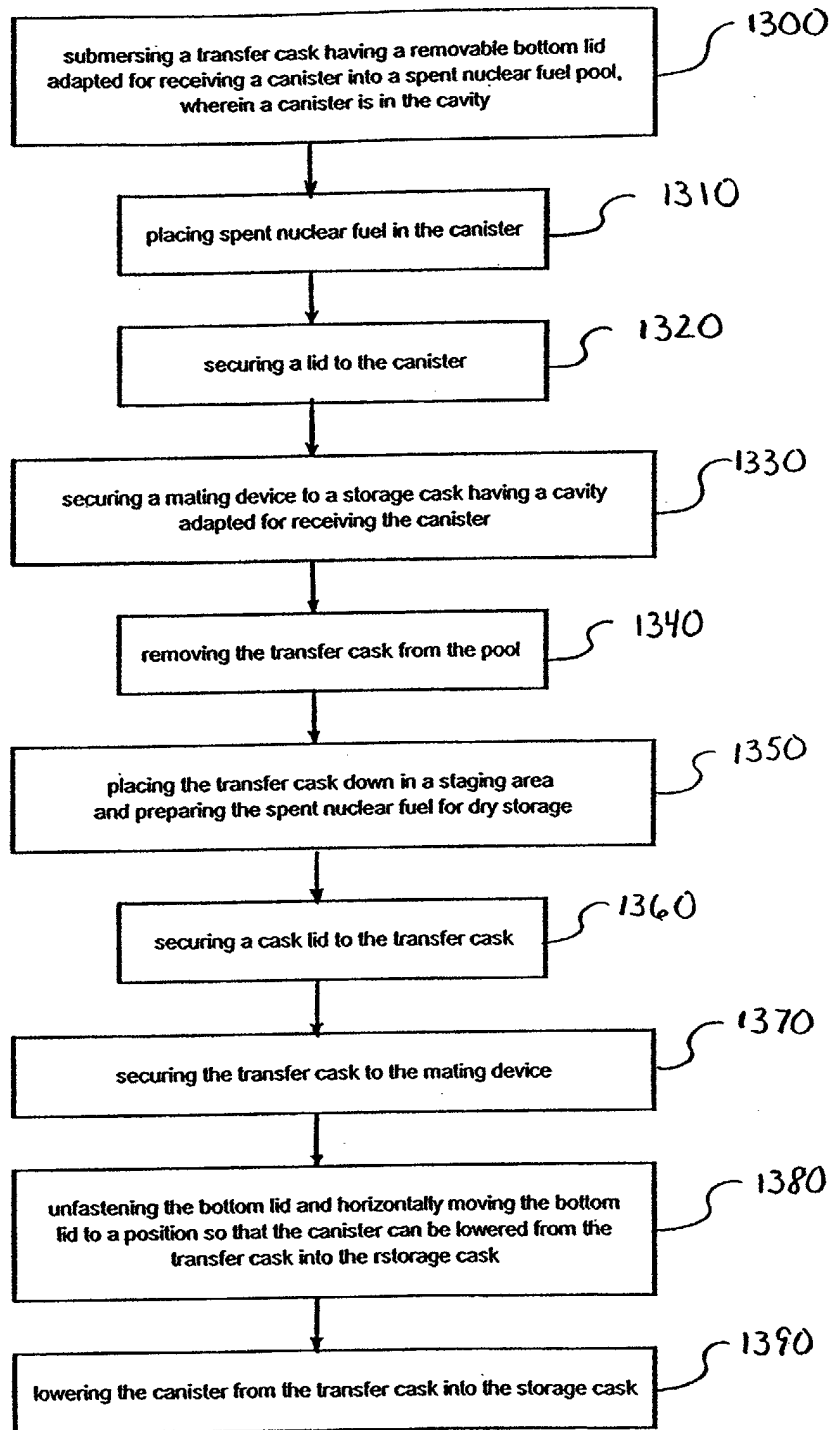 1300
submersing a transfer cask having a removable bottom lid
adapted for receiving a canister into a spent nuclear fuel pool,
wherein a canister is in the cavity
1310
placing spent nuclear fuel in the canister
1320
securing a lid to the canister
1330
securing a mating device to a storage cask having a cavity
adapted for receiving the canister
1340
removing the transfer cask from the pool
1350
placing the transfer cask down in a staging area
and preparing the spent nuclear fuel for dry storage
1360
securing a cask lid to the transfer cask
1370
securing the transfer cask to the mating device
1380
unfastening the bottom lid and horizontally moving the bottom
lid to a position so that the canister can be lowered from the
transfer cask into the rstorage cask
1390
lowering the canister from the transfer cask into the storage cask